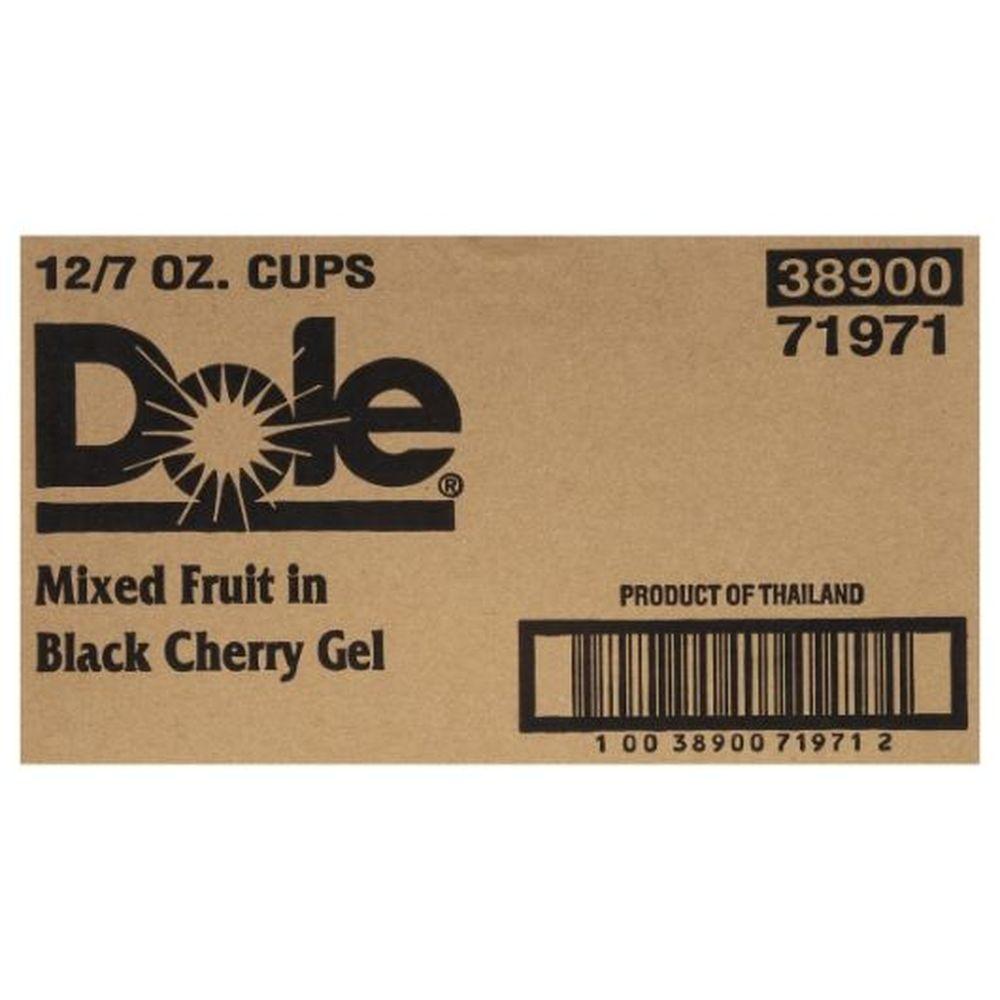 12/7 OZ. CUPS
38900
71971
Dole®
Mixed Fruit in
Black Cherry Gel
PRODUCT OF THAILAND
1 00 38900 71971 2